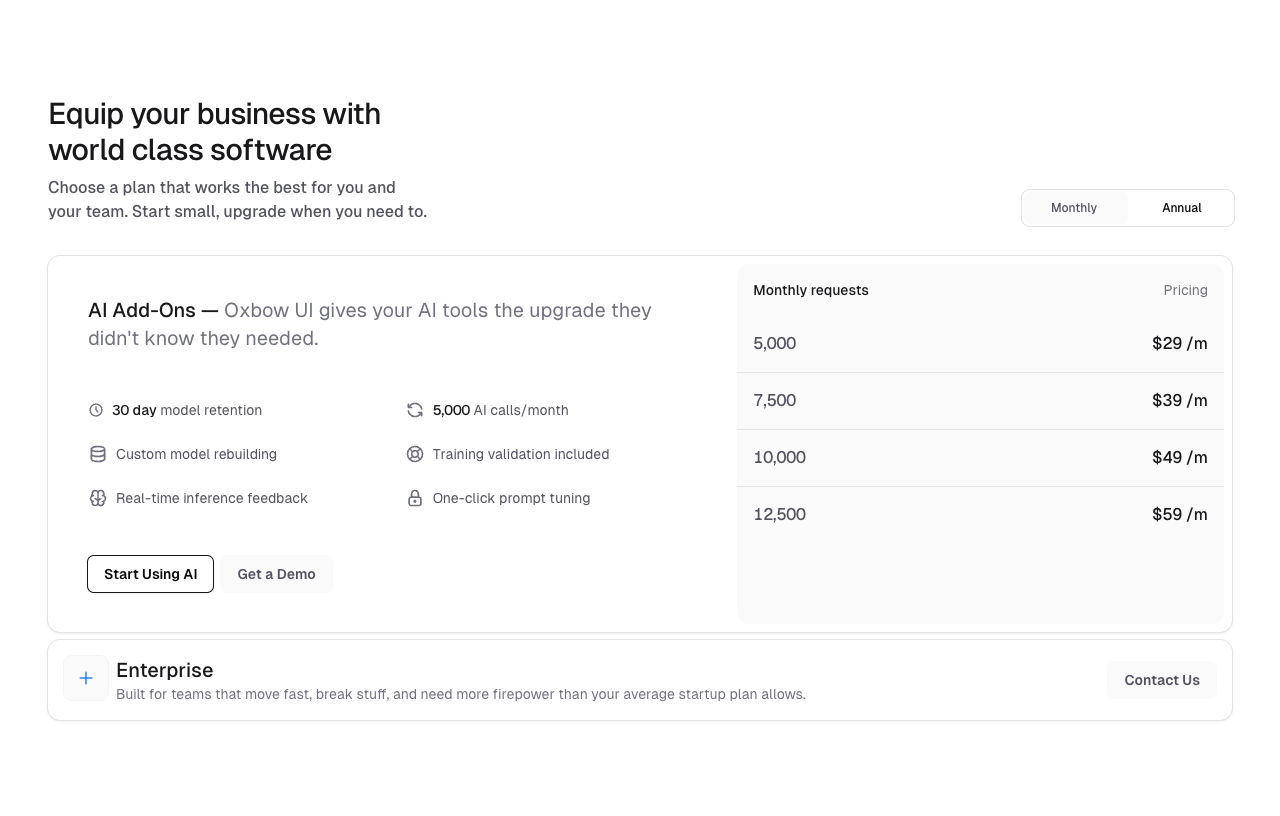 Equip your business with
world class software
Choose a plan that works the best for you and
your team. Start small, upgrade when you need to.
Monthly
Annual
AI Add-Ons — Oxbow UI gives your AI tools the upgrade they
didn't know they needed.
30 day model retention
5,000 AI calls/month
Custom model rebuilding
Training validation included
Real-time inference feedback
One-click prompt tuning
Start Using AI
Get a Demo
Monthly requests
Pricing
5,000
$29 /m
7,500
$39 /m
10,000
$49 /m
12,500
$59 /m
Enterprise
Built for teams that move fast, break stuff, and need more firepower than your average startup plan allows.
Contact Us